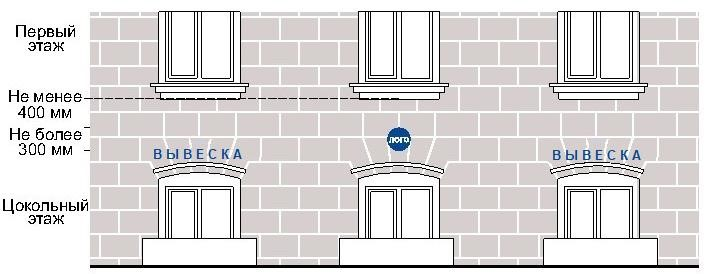 Первый
этаж
Не менее
400 мм
Не более
300 мм
ЛОГО
ВЫВЕСКА
ВЫВЕСКА
Цокольный
этаж